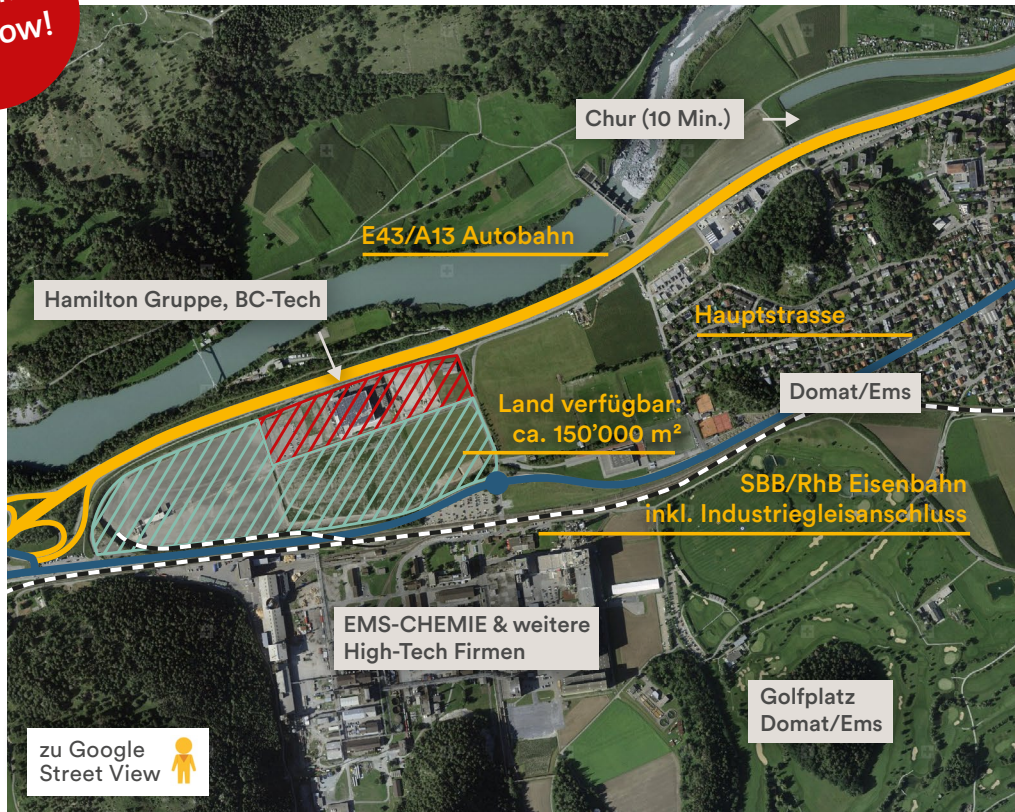 ow!
Chur (10 Min.)
E43/A13 Autobahn
Hamilton Gruppe, BC-Tech
Hauptstrasse
Domat/Ems
Land verfügbar:
ca. 150’000 m²
SBB/RhB Eisenbahn
inkl. Industriegleisanschluss
EMS-CHEMIE & weitere
High-Tech Firmen
Golfplatz
Domat/Ems
zu Google
Street View